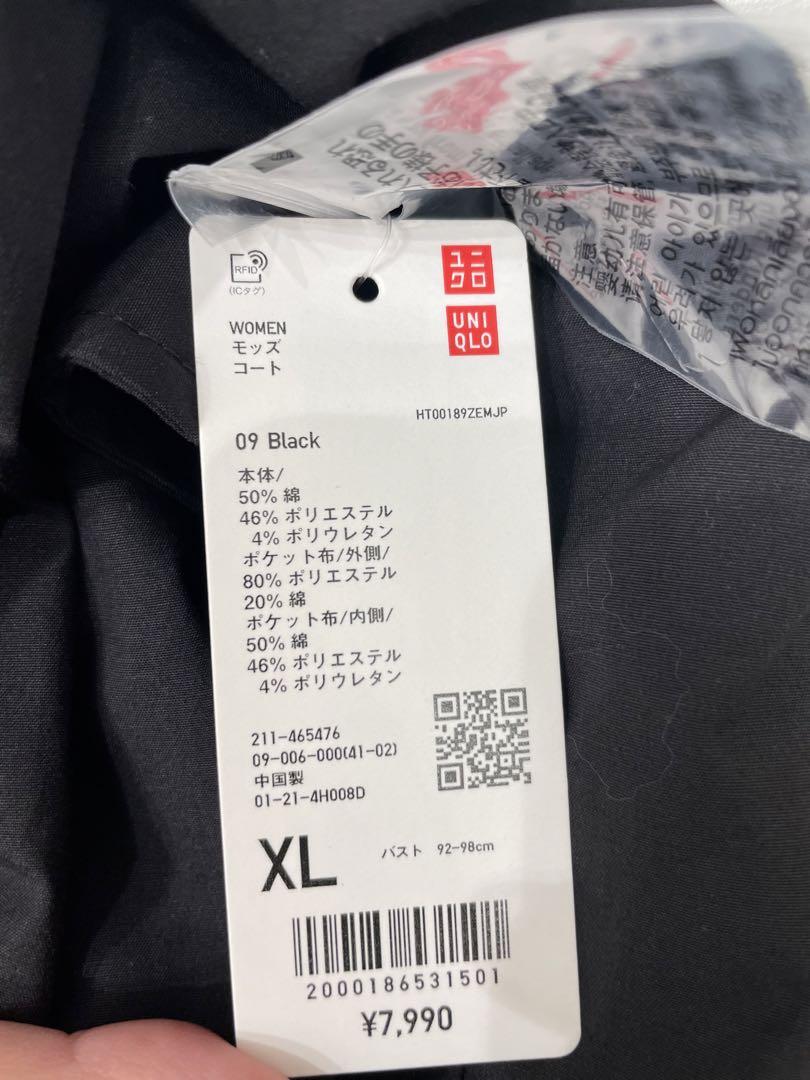 RFID
(ICタグ)
ユニ
クロ
UNI
QLO
WOMEN
モッズ
コート
HT00189ZEMJP
09 Black
本体/
50% 綿
46% ポリエステル
4% ポリウレタン
ポケット布/外側/
80% ポリエステル
20% 綿
ポケット布/内側/
50% 綿
46% ポリエステル
4% ポリウレタン
211-465476
09-006-000(41-02)
中国製
01-21-4H008D
XL
バスト 92-98cm
2000186531501
¥7,990